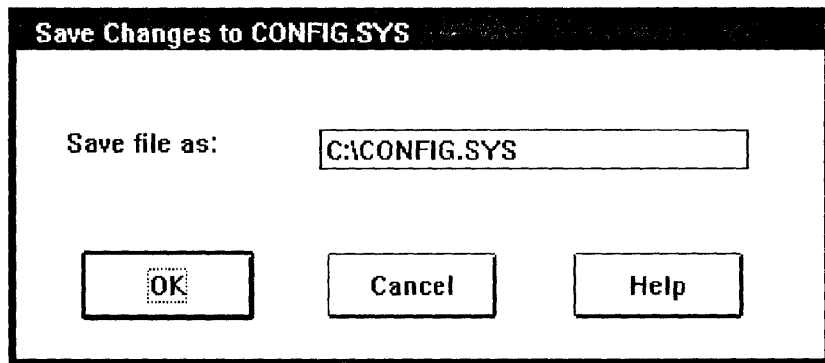 Save Changes to CONFIG.SYS
Save file as: C:\CONFIG.SYS
OK Cancel Help